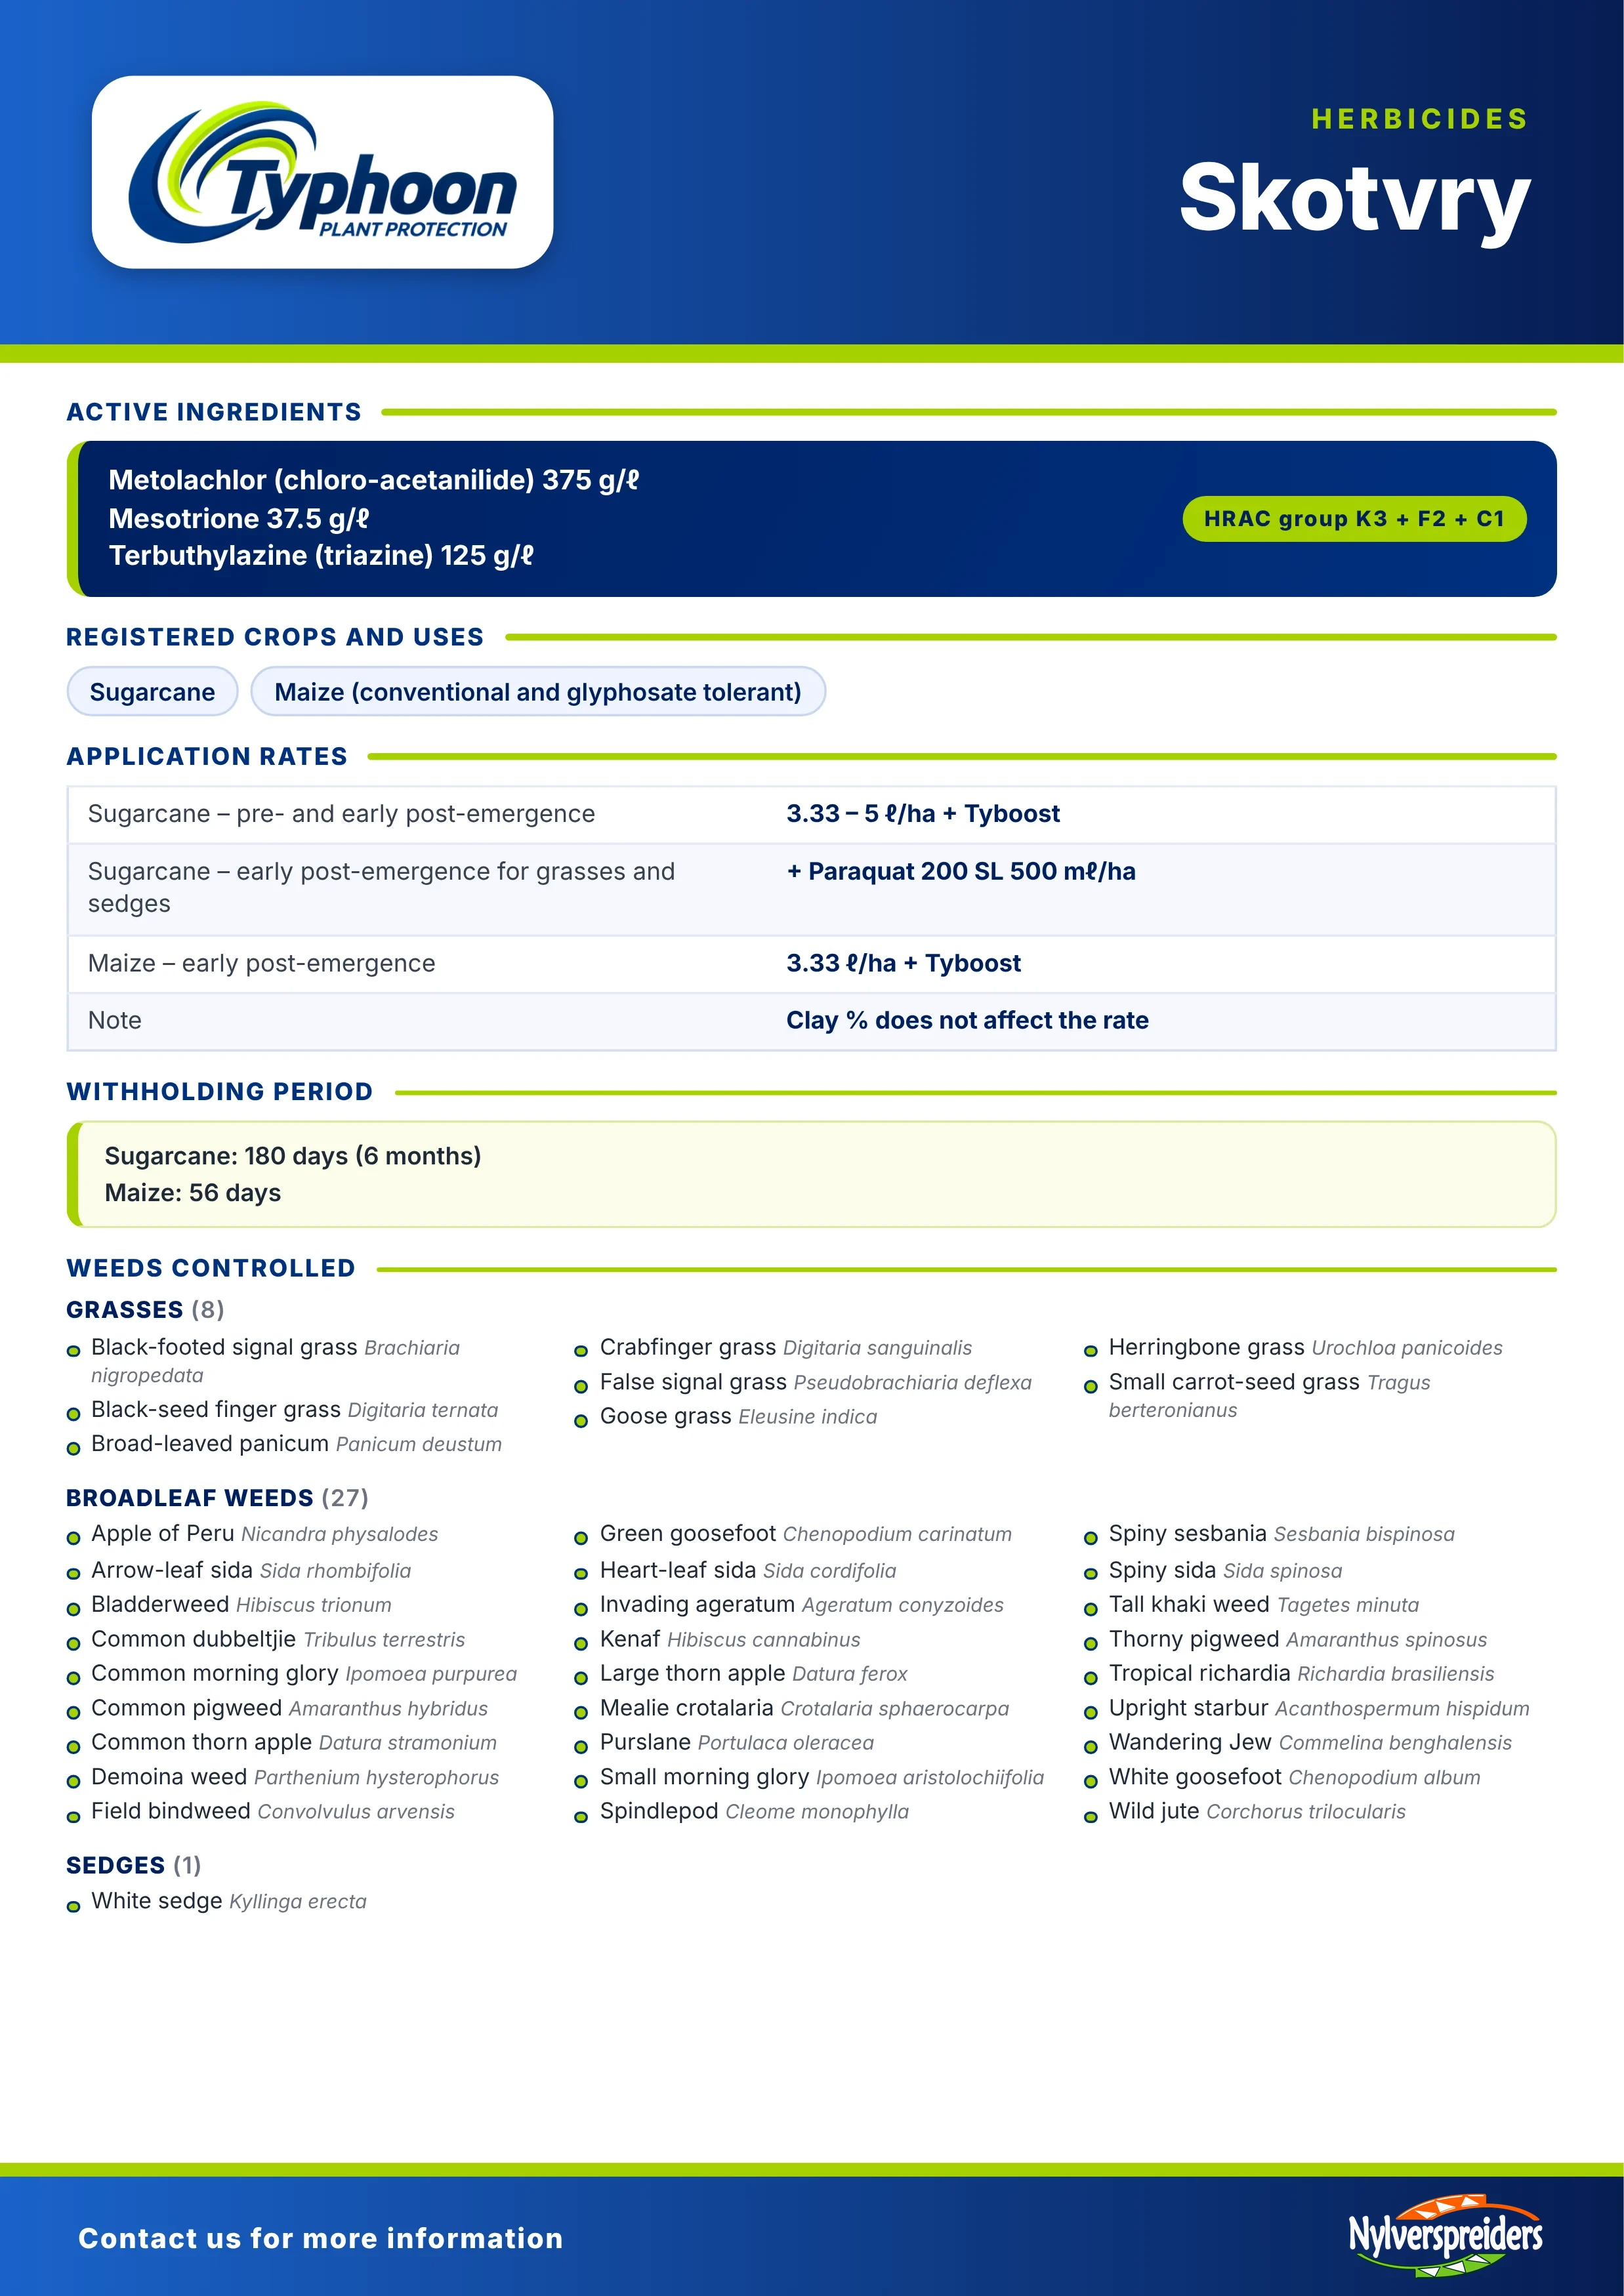 Typhoon
PLANT PROTECTION
HERBICIDES
Skotvry
ACTIVE INGREDIENTS
Metolachlor (chloro-acetanilide) 375 g/ℓ
Mesotrione 37.5 g/ℓ
Terbuthylazine (triazine) 125 g/ℓ
HRAC group K3 + F2 + C1
REGISTERED CROPS AND USES
Sugarcane
Maize (conventional and glyphosate tolerant)
APPLICATION RATES
Sugarcane – pre- and early post-emergence
3.33 – 5 ℓ/ha + Tyboost
Sugarcane – early post-emergence for grasses and
sedges
+ Paraquat 200 SL 500 mℓ/ha
Maize – early post-emergence
3.33 ℓ/ha + Tyboost
Note
Clay % does not affect the rate
WITHHOLDING PERIOD
Sugarcane: 180 days (6 months)
Maize: 56 days
WEEDS CONTROLLED
GRASSES (8)
Black-footed signal grass Brachiaria
nigropedata
Black-seed finger grass Digitaria ternata
Broad-leaved panicum Panicum deustum
Crabfinger grass Digitaria sanguinalis
False signal grass Pseudobrachiaria deflexa
Goose grass Eleusine indica
Herringbone grass Urochloa panicoides
Small carrot-seed grass Tragus
berteronianus
BROADLEAF WEEDS (27)
Apple of Peru Nicandra physalodes
Arrow-leaf sida Sida rhombifolia
Bladderweed Hibiscus trionum
Common dubbeltjie Tribulus terrestris
Common morning glory Ipomoea purpurea
Common pigweed Amaranthus hybridus
Common thorn apple Datura stramonium
Demoina weed Parthenium hysterophorus
Field bindweed Convolvulus arvensis
Green goosefoot Chenopodium carinatum
Heart-leaf sida Sida cordifolia
Invading ageratum Ageratum conyzoides
Kenaf Hibiscus cannabinus
Large thorn apple Datura ferox
Mealie crotalaria Crotalaria sphaerocarpa
Purslane Portulaca oleracea
Small morning glory Ipomoea aristolochiifolia
Spindlepod Cleome monophylla
Spiny sesbania Sesbania bispinosa
Spiny sida Sida spinosa
Tall khaki weed Tagetes minuta
Thorny pigweed Amaranthus spinosus
Tropical richardia Richardia brasiliensis
Upright starbur Acanthospermum hispidum
Wandering Jew Commelina benghalensis
White goosefoot Chenopodium album
Wild jute Corchorus trilocularis
SEDGES (1)
White sedge Kyllinga erecta
Contact us for more information
Nylverspreiders